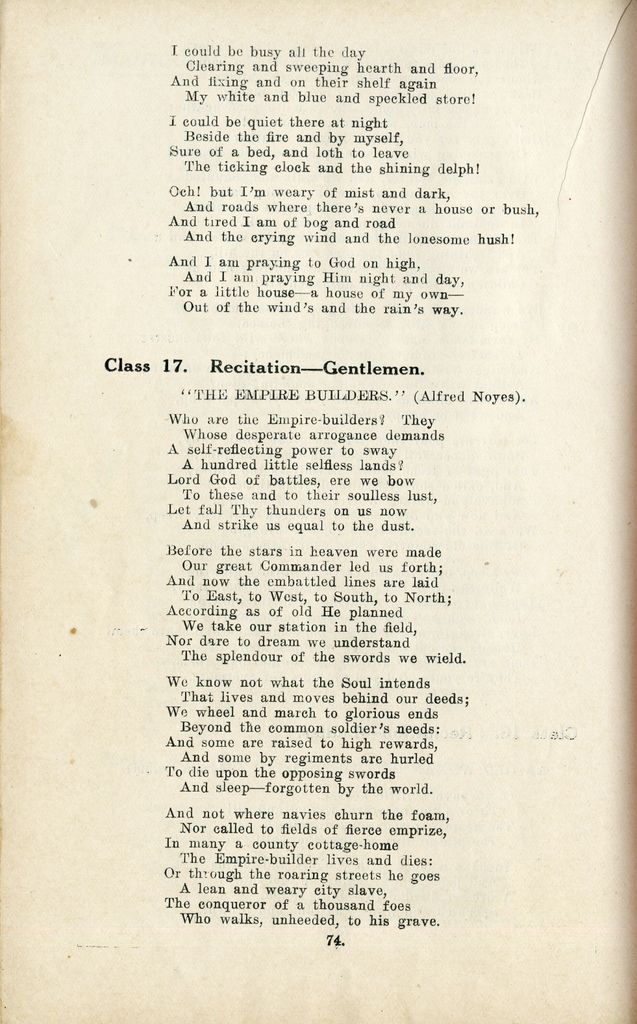 I could be busy all the day
Clearing and sweeping hearth and floor,
And fixing and on their shelf again
My white and blue and speckled store!
I could be quiet there at night
Beside the fire and by myself,
Sure of a bed, and loth to leave
The ticking clock and the shining delph!
Och! but I'm weary of mist and dark,
And roads where there's never a house or bush,
And tired I am of bog and road
And the crying wind and the lonesome hush!
And I am praying to God on high,
And I am praying Him night and day,
For a little house—a house of my own—
Out of the wind's and the rain's way.
Class 17. Recitation—Gentlemen.
"THE EMPIRE BUILDERS." (Alfred Noyes).
Who are the Empire-builders? They
Whose desperate arrogance demands
A self-reflecting power to sway
A hundred little selfless lands?
Lord God of battles, ere we bow
To these and to their soulless lust,
Let fall Thy thunders on us now
And strike us equal to the dust.
Before the stars in heaven were made
Our great Commander led us forth;
And now the embattled lines are laid
To East, to West, to South, to North;
According as of old He planned
We take our station in the field,
Nor dare to dream we understand
The splendour of the swords we wield.
We know not what the Soul intends
That lives and moves behind our deeds;
We wheel and march to glorious ends
Beyond the common soldier's needs:
And some are raised to high rewards,
And some by regiments are hurled
To die upon the opposing swords
And sleep—forgotten by the world.
And not where navies churn the foam,
Nor called to fields of fierce emprize,
In many a county cottage-home
The Empire-builder lives and dies:
Or through the roaring streets he goes
A lean and weary city slave,
The conqueror of a thousand foes
Who walks, unheeded, to his grave.
74.